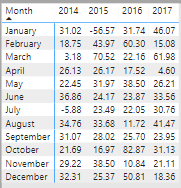 Month 2014 2015 2016 2017
January 31.02 -56.57 31.74 46.07
February 18.75 43.97 60.30 15.08
March 3.18 70.52 22.16 61.98
April 26.13 26.17 17.52 4.60
May 22.45 31.97 38.50 26.21
June 36.86 24.17 23.87 33.56
July -5.88 23.49 22.05 30.76
August 34.76 33.68 11.72 41.47
September 31.07 28.02 25.70 23.95
October 21.69 16.97 82.87 31.13
November 29.22 38.50 10.84 21.11
December 32.31 25.37 50.81 18.36